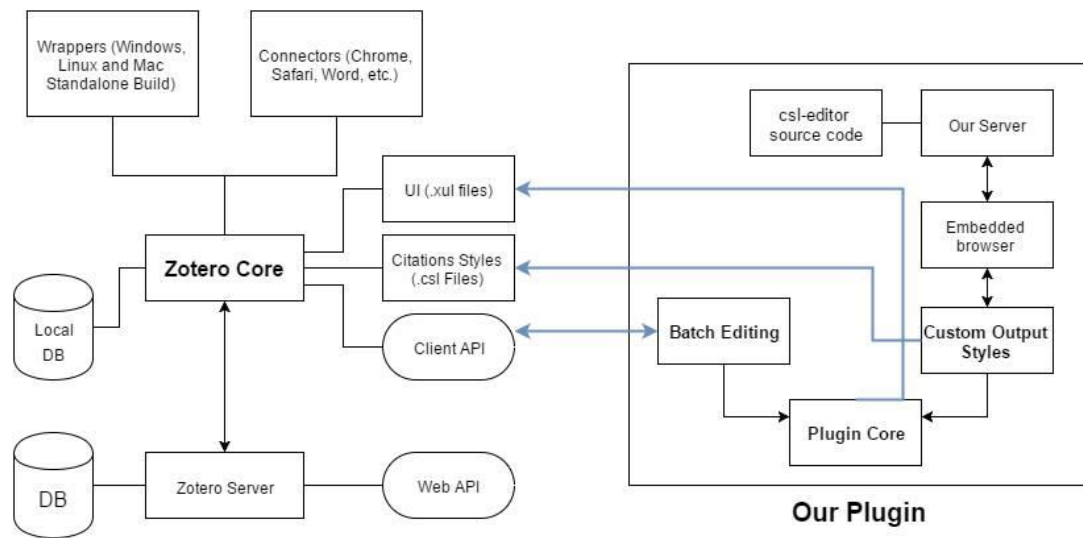 Wrappers (Windows,
Linux and Mac
Standalone Build)
Connectors (Chrome,
Safari, Word, etc.)
csl-editor
source code
Our Server
UI (.xul files)
Embedded
browser
Zotero Core
Citations Styles
(.csl Files)
Local
DB
Client API
Batch Editing
Custom Output
Styles
Plugin Core
DB
Zotero Server
Web API
Our Plugin